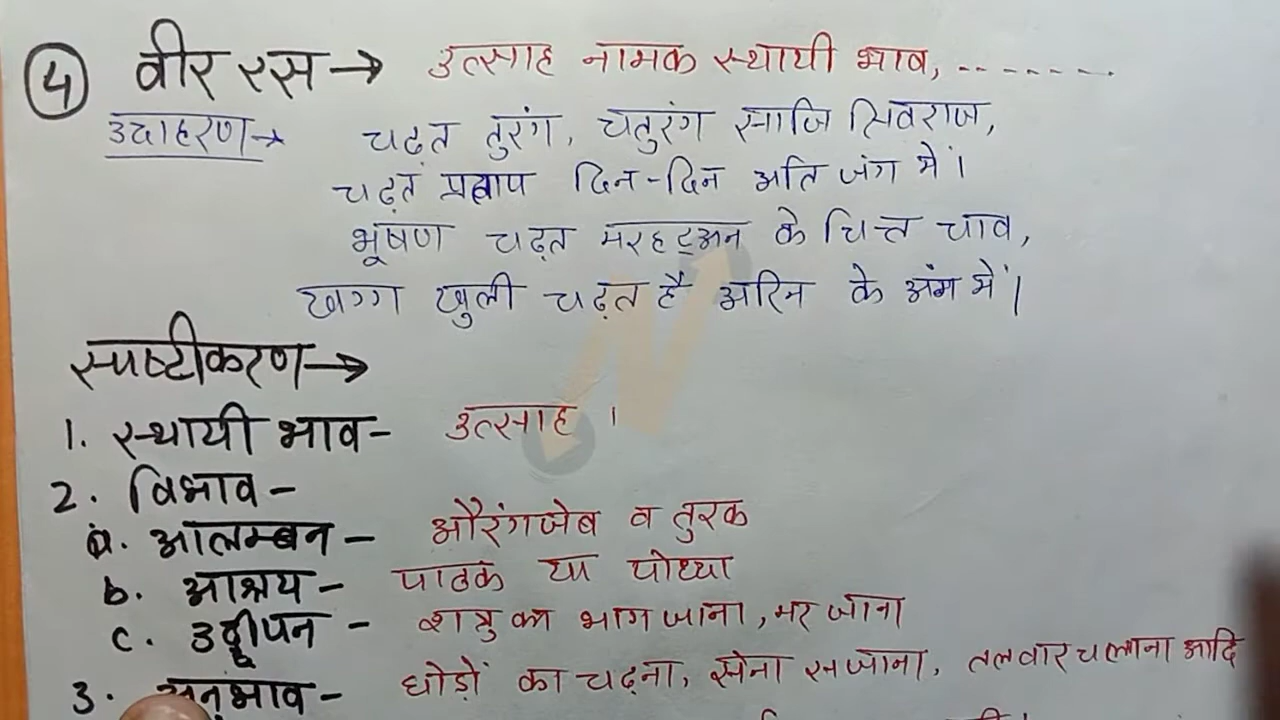 ④ वीर रस → उत्साह नामक स्थायी भाव, .......
उदाहरण → चढ़त तुरंग, चतुरंग साजि सिवराज,
चढ़त प्रताप दिन-दिन अति जंग में।
भूषण चढ़त मरहट्अन के चित्त चाव,
खग्ग खुली चढ़त है अरिन के अंग में।
स्पष्टीकरण →
1. स्थायी भाव - उत्साह ।
2. विभाव -
a. आलम्बन - औरंगजेब व तुरक
b. आश्रय - पाठक या योध्धा
c. उद्दीपन - शत्रु का भाग जाना, मर जाना
3. अनुभाव - घोड़ों का चढ़ना, सेना सजाना, तलवार चलाना आदि